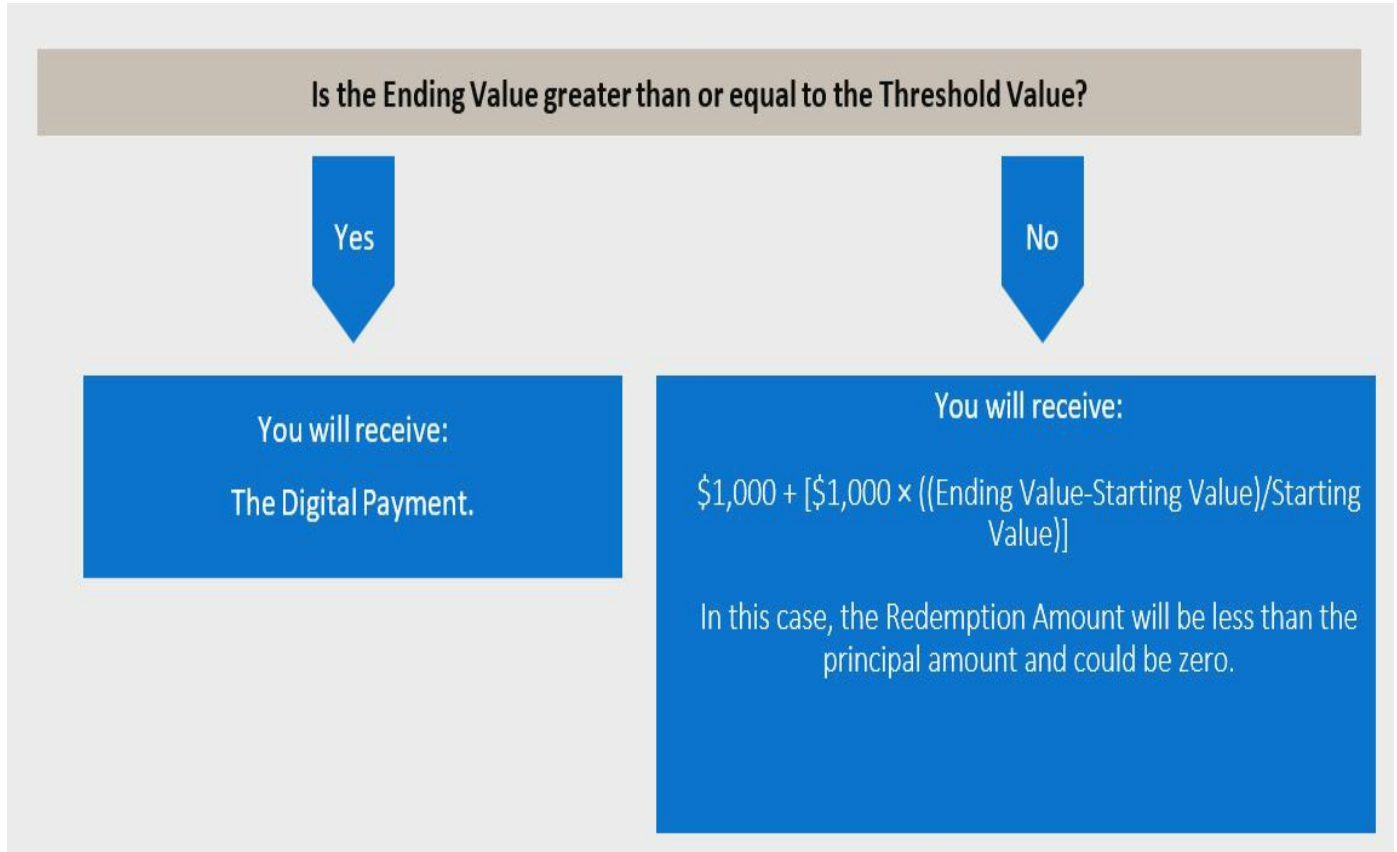 Is the Ending Value greater than or equal to the Threshold Value?
Yes
No
You will receive:
The Digital Payment.
You will receive:
$1,000 + [$1,000 × ((Ending Value-Starting Value)/Starting
Value)]
In this case, the Redemption Amount will be less than the
principal amount and could be zero.